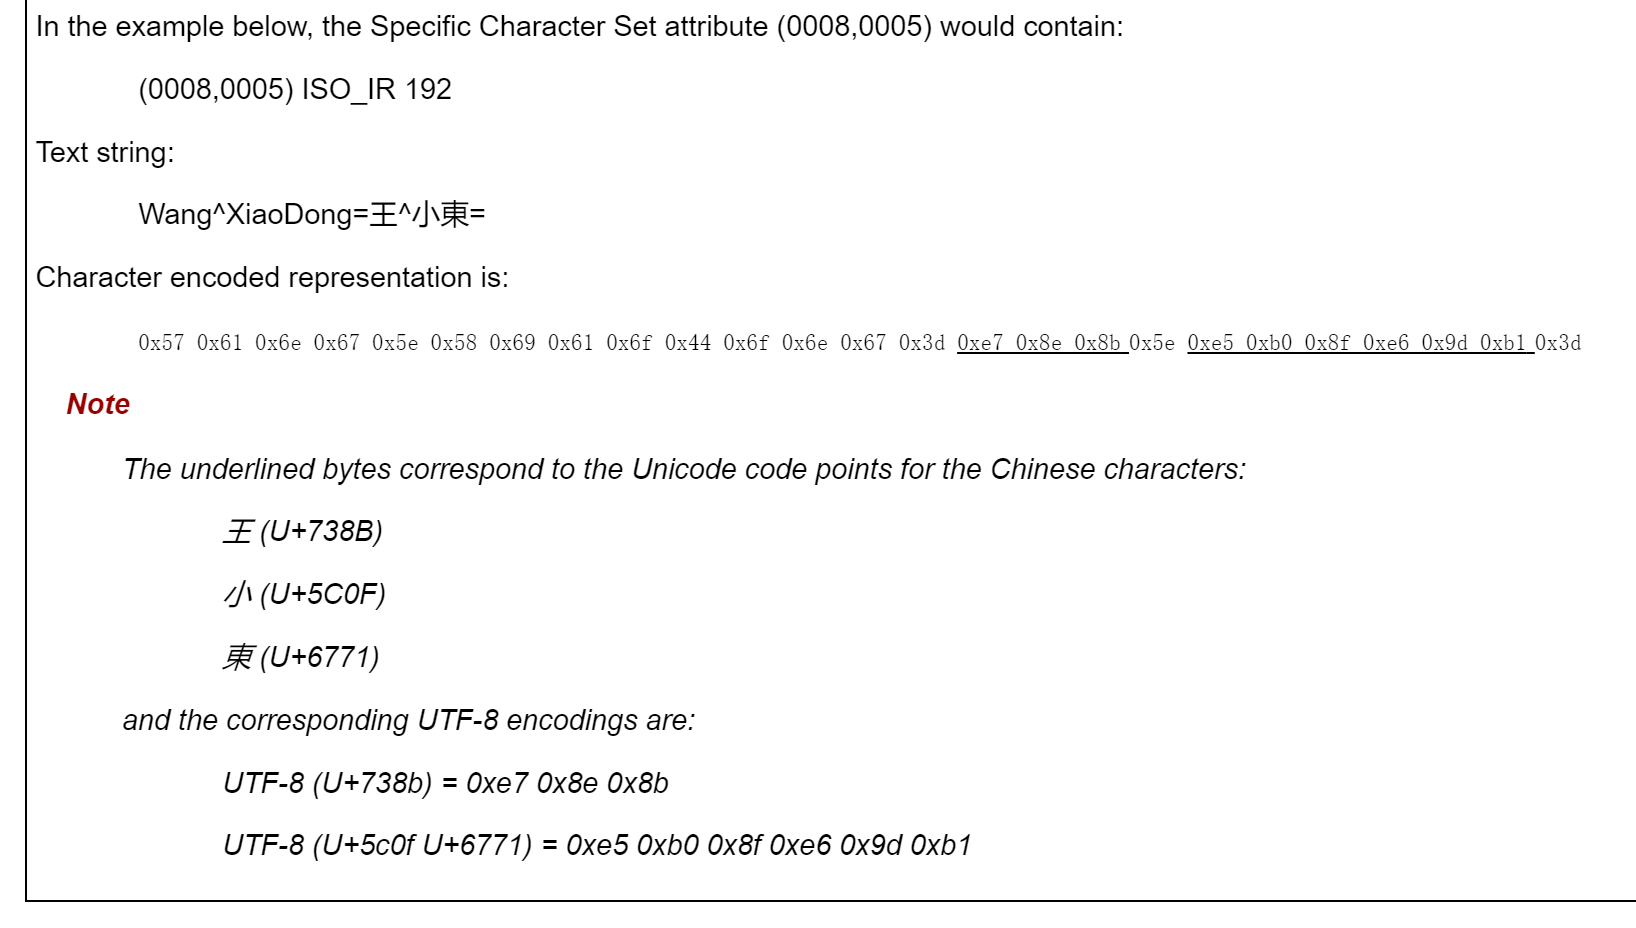 In the example below, the Specific Character Set attribute (0008,0005) would contain:
(0008,0005) ISO_IR 192
Text string:
Wang^XiaoDong=王^小東=
Character encoded representation is:
0x57 0x61 0x6e 0x67 0x5e 0x58 0x69 0x61 0x6f 0x44 0x6f 0x6e 0x67 0x3d 0xe7 0x8e 0x8b 0x5e 0xe5 0xb0 0x8f 0xe6 0x9d 0xb1 0x3d
Note
The underlined bytes correspond to the Unicode code points for the Chinese characters:
王 (U+738B)
小 (U+5C0F)
東 (U+6771)
and the corresponding UTF-8 encodings are:
UTF-8 (U+738b) = 0xe7 0x8e 0x8b
UTF-8 (U+5c0f U+6771) = 0xe5 0xb0 0x8f 0xe6 0x9d 0xb1